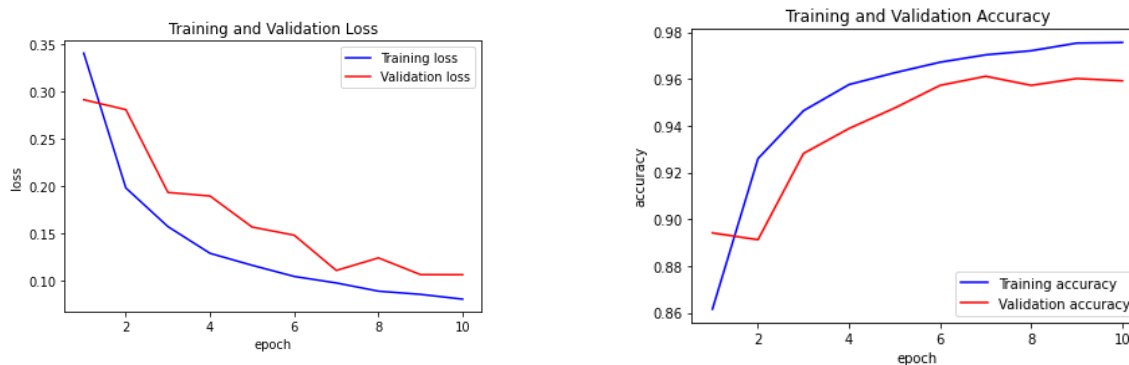 Training and Validation Loss
0.35
0.30
0.25
0.20
0.15
0.10
loss
Training loss
Validation loss
2
4
6
8
10
epoch
Training and Validation Accuracy
0.98
0.96
0.94
0.92
0.90
0.88
0.86
accuracy
Training accuracy
Validation accuracy
2
4
6
8
10
epoch